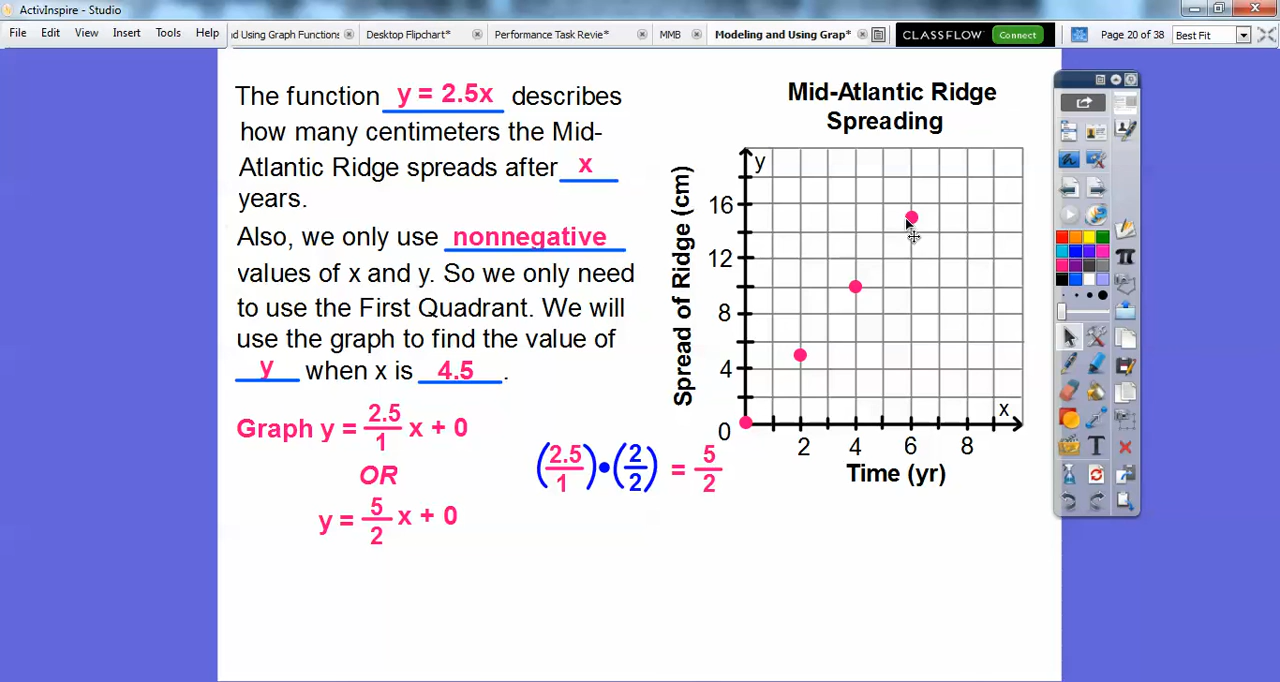 ActivInspire - Studio
File Edit View Insert Tools Help
nd Using Graph Functions Desktop Flipchart* Performance Task Revie* MMB Modeling and Using Grap* CLASSFLOW Connect Page 20 of 38 Best Fit
The function y = 2.5x describes
how many centimeters the Mid-
Atlantic Ridge spreads after x
years.
Also, we only use nonnegative
values of x and y. So we only need
to use the First Quadrant. We will
use the graph to find the value of
y when x is 4.5 .
Graph y = 2.5/1 x + 0
OR
y = 5/2 x + 0
(2.5/1)•(2/2) = 5/2
Mid-Atlantic Ridge
Spreading
Spread of Ridge (cm)
y
16
12
8
4
0
x
2 4 6 8
Time (yr)
π
T